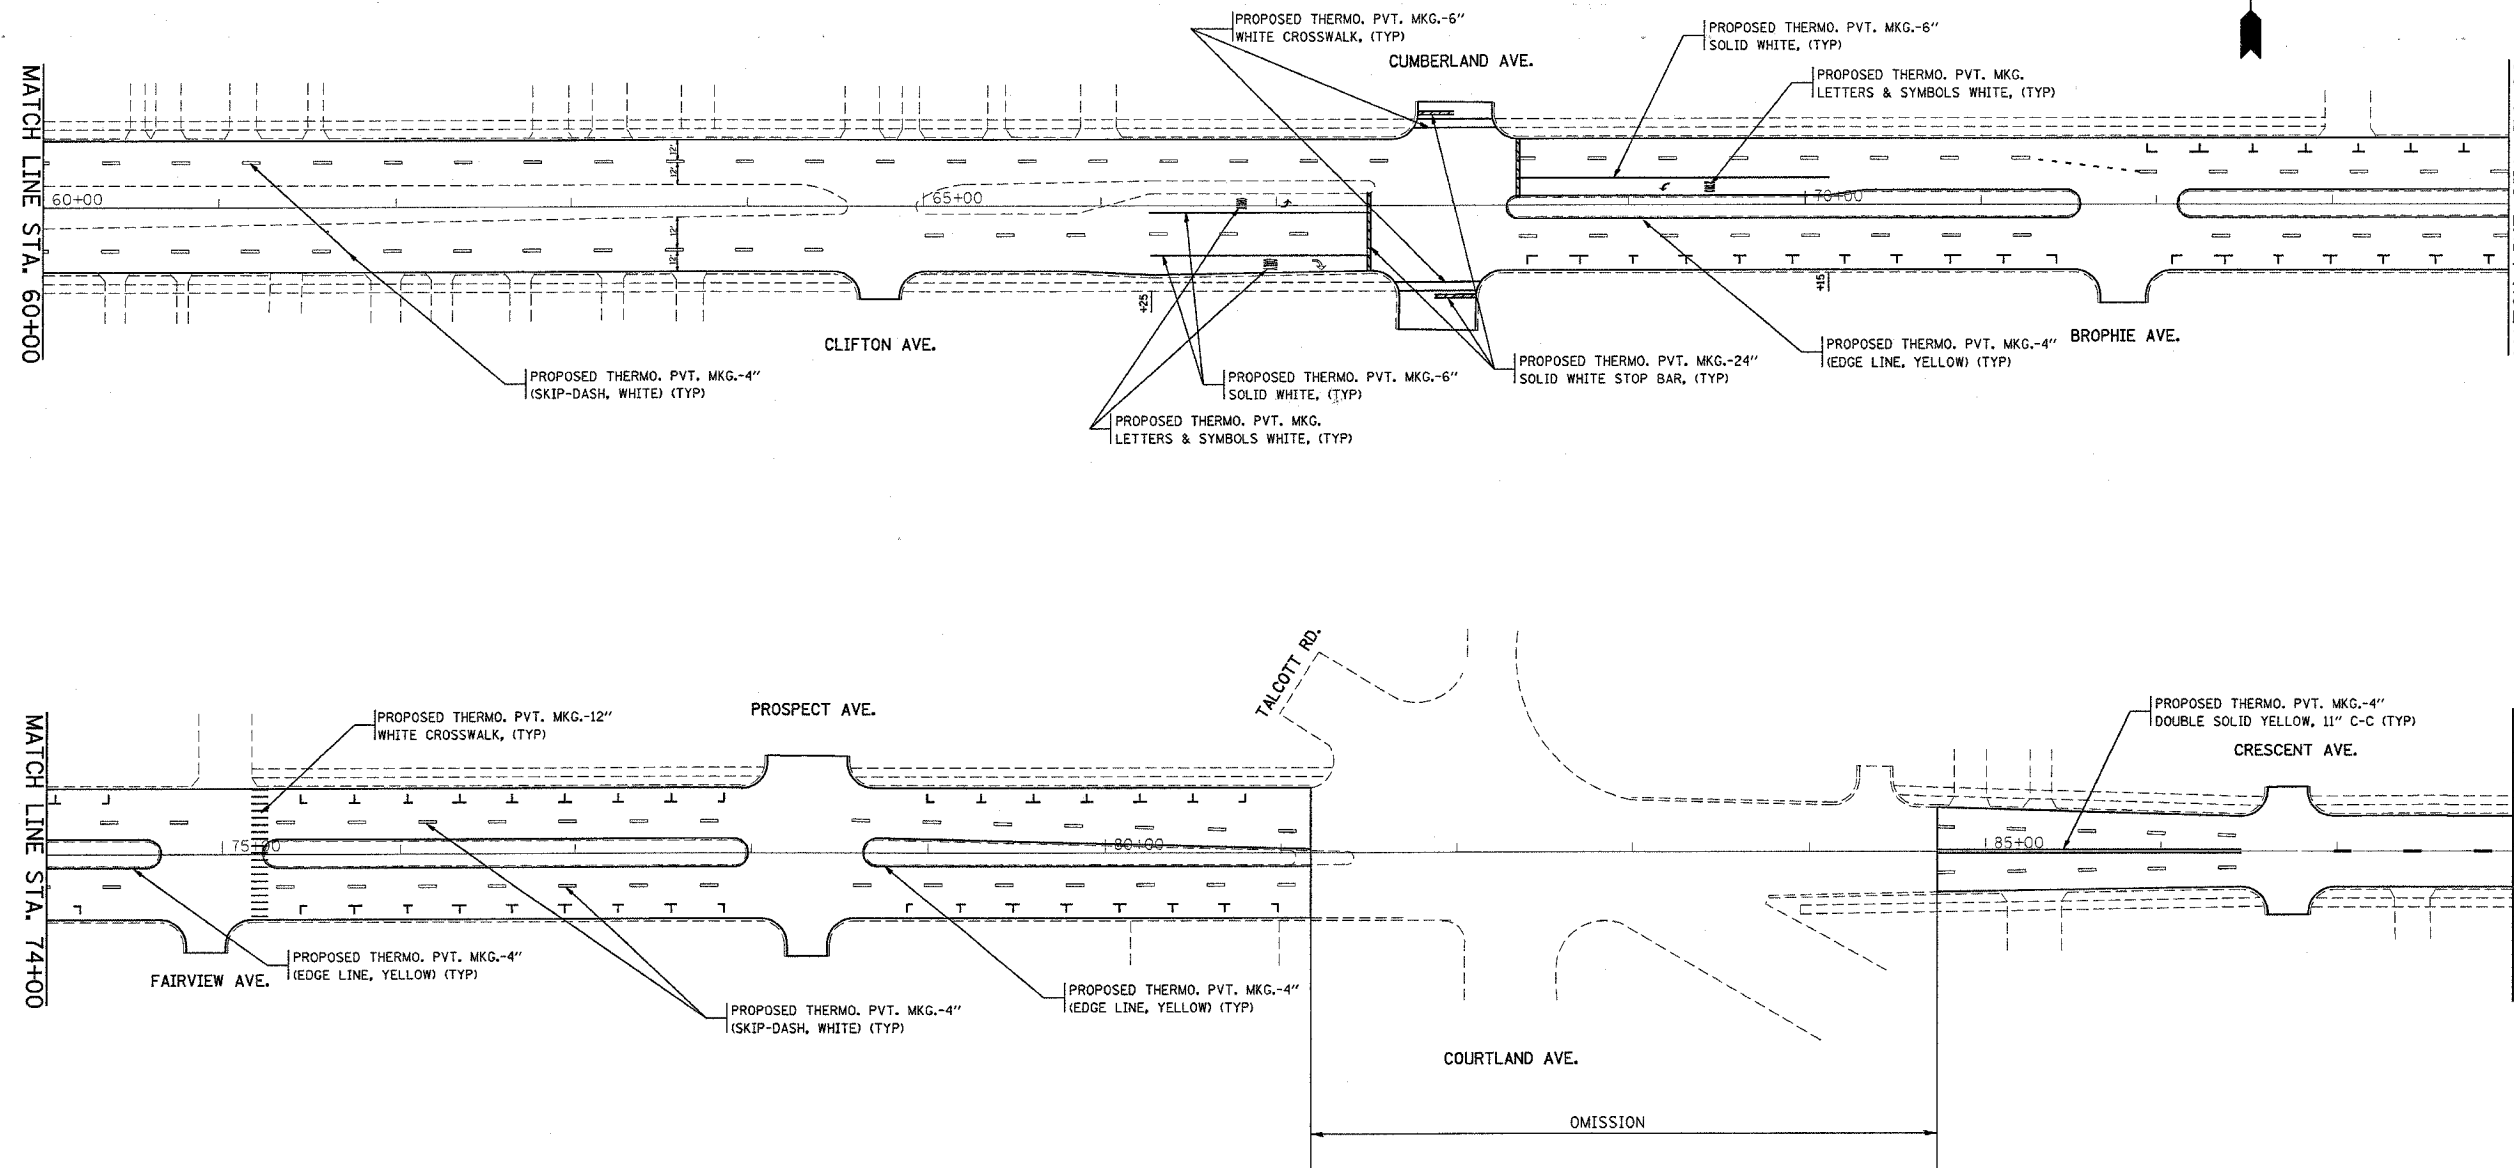 PROPOSED THERMO. PVT. MKG.-6"
WHITE CROSSWALK, (TYP)
CUMBERLAND AVE.
PROPOSED THERMO. PVT. MKG.-6"
SOLID WHITE, (TYP)
PROPOSED THERMO. PVT. MKG.
LETTERS & SYMBOLS WHITE, (TYP)
MATCH LINE STA. 60+00
60+00
12'
12'
65+00
70+00
12'
12'
+25
+15
CLIFTON AVE.
BROPHIE AVE.
PROPOSED THERMO. PVT. MKG.-4"
(EDGE LINE, YELLOW) (TYP)
PROPOSED THERMO. PVT. MKG.-24"
SOLID WHITE STOP BAR, (TYP)
PROPOSED THERMO. PVT. MKG.-4"
(SKIP-DASH, WHITE) (TYP)
PROPOSED THERMO. PVT. MKG.-6"
SOLID WHITE, (TYP)
PROPOSED THERMO. PVT. MKG.
LETTERS & SYMBOLS WHITE, (TYP)
TALCOTT RD.
MATCH LINE STA. 74+00
PROPOSED THERMO. PVT. MKG.-12"
WHITE CROSSWALK, (TYP)
PROSPECT AVE.
PROPOSED THERMO. PVT. MKG.-4"
DOUBLE SOLID YELLOW, 11" C-C (TYP)
CRESCENT AVE.
75+00
80+00
85+00
FAIRVIEW AVE.
PROPOSED THERMO. PVT. MKG.-4"
(EDGE LINE, YELLOW) (TYP)
PROPOSED THERMO. PVT. MKG.-4"
(SKIP-DASH, WHITE) (TYP)
PROPOSED THERMO. PVT. MKG.-4"
(EDGE LINE, YELLOW) (TYP)
COURTLAND AVE.
OMISSION